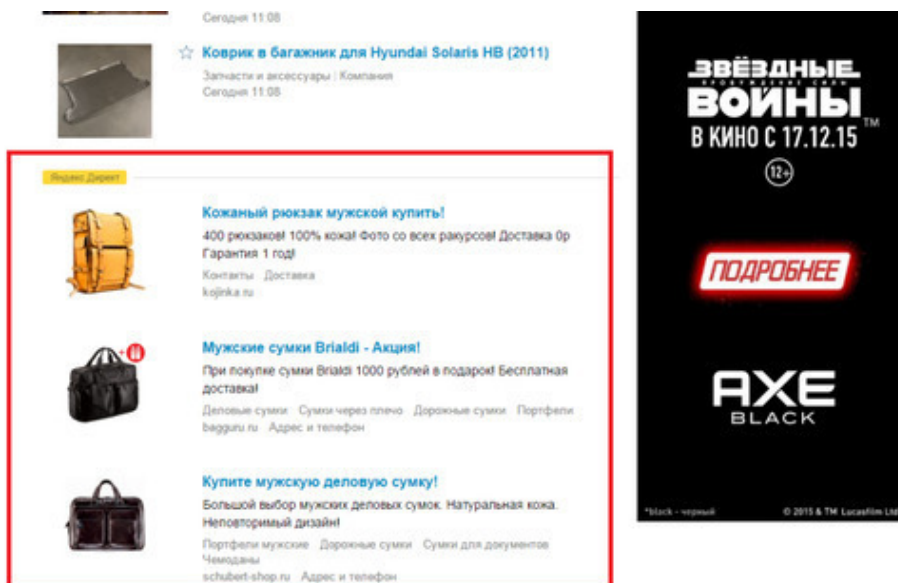 Сегодня 11:08
Коврик в багажник для Hyundai Solaris HB (2011)
Запчасти и аксессуары | Компания
Сегодня 11:08
Яндекс Директ
Кожаный рюкзак мужской купить!
400 рюкзаков! 100% кожа! Фото со всех ракурсов! Доставка 0р
Гарантия 1 год!
Контакты Доставка
kojinka.ru
Мужские сумки Brialdi - Акция!
При покупке сумки Brialdi 1000 рублей в подарок! Бесплатная
доставка!
Деловые сумки Сумки через плечо Дорожные сумки Портфели
bagguru.ru Адрес и телефон
Купите мужскую деловую сумку!
Большой выбор мужских деловых сумок. Натуральная кожа.
Неповторимый дизайн!
Портфели мужские Дорожные сумки Сумки для документов
Чемоданы
schubert-shop.ru Адрес и телефон
ЗВЁЗДНЫЕ
ПРОБУЖДЕНИЕ СИЛЫ
ВОЙНЫ
TM
В КИНО С 17.12.15
12+
ПОДРОБНЕЕ
AXE
BLACK
*black - черный
© 2015 & TM Lucasfilm Ltd